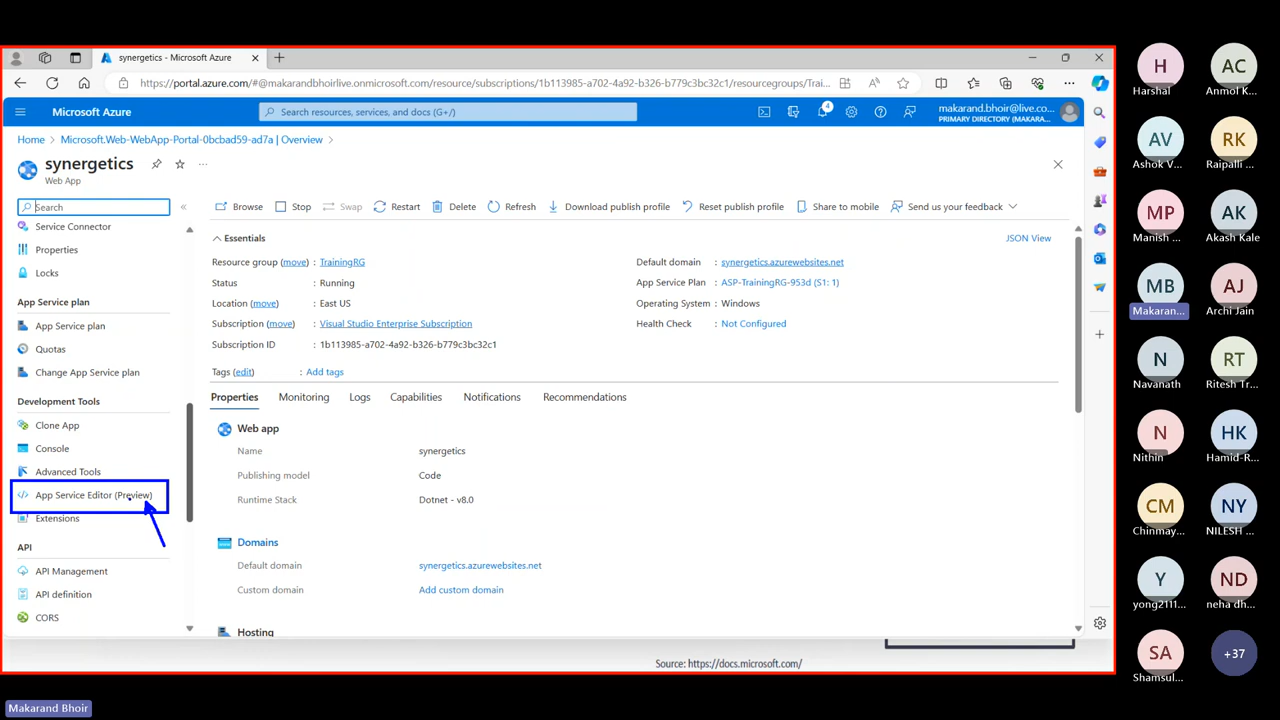 synergetics - Microsoft Azure
https://portal.azure.com/#@makarandbhoirlive.onmicrosoft.com/resource/subscriptions/1b113985-a702-4a92-b326-b779c3bc32c1/resourcegroups/Trai...
Microsoft Azure
Search resources, services, and docs (G+/)
4
makarand.bhoir@live.co...
PRIMARY DIRECTORY (MAKARA...
Home > Microsoft.Web-WebApp-Portal-0bcbad59-ad7a | Overview >
synergetics
Web App
Search
Service Connector
Properties
Locks
App Service plan
App Service plan
Quotas
Change App Service plan
Development Tools
Clone App
Console
Advanced Tools
App Service Editor (Preview)
Extensions
API
API Management
API definition
CORS
Browse Stop Swap Restart Delete Refresh Download publish profile Reset publish profile Share to mobile Send us your feedback
Essentials
JSON View
Resource group (move) : TrainingRG
Status : Running
Location (move) : East US
Subscription (move) : Visual Studio Enterprise Subscription
Subscription ID : 1b113985-a702-4a92-b326-b779c3bc32c1
Default domain : synergetics.azurewebsites.net
App Service Plan : ASP-TrainingRG-953d (S1: 1)
Operating System : Windows
Health Check : Not Configured
Tags (edit) : Add tags
Properties Monitoring Logs Capabilities Notifications Recommendations
Web app
Name synergetics
Publishing model Code
Runtime Stack Dotnet - v8.0
Domains
Default domain synergetics.azurewebsites.net
Custom domain Add custom domain
Hosting
Source: https://docs.microsoft.com/
Makarand Bhoir
H
Harshal
AC
Anmol K...
AV
Ashok V...
RK
Raipalli ...
MP
Manish ...
AK
Akash Kale
MB
Makaran...
AJ
Archi Jain
N
Navanath
RT
Ritesh Tr...
N
Nithin
HK
Hamid-R...
CM
Chinmay...
NY
NILESH ...
Y
yong2111...
ND
neha dh...
SA
Shamsul...
+37